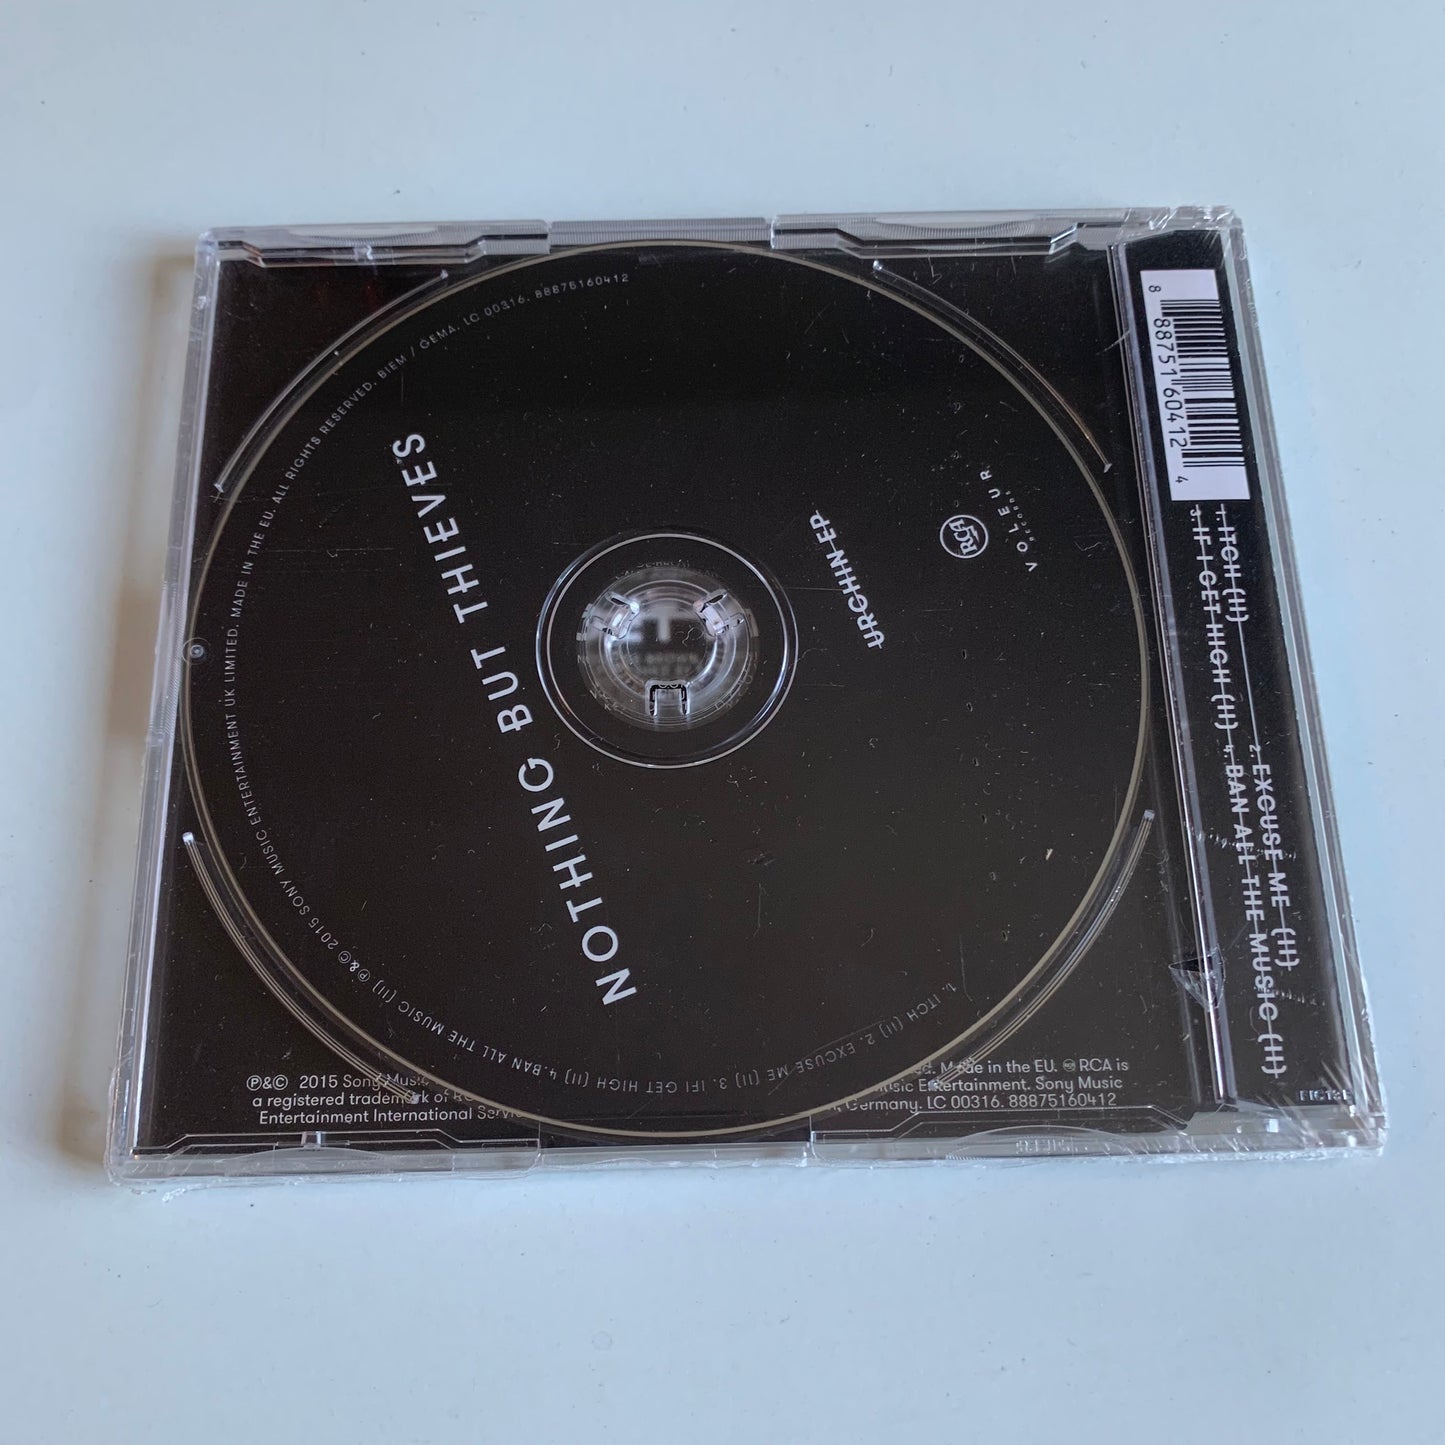 NOTHING BUT THIEVES
URCHIN EP
RCA
VOLEUR
RECORDS
1. ITCH (II) 2. EXCUSE ME (II) 3. IF I GET HIGH (II) 4. BAN ALL THE MUSIC (II) ℗&© 2015 SONY MUSIC ENTERTAINMENT UK LIMITED. MADE IN THE EU. ALL RIGHTS RESERVED. BIEM / GEMA. LC 00316. 88875160412
8 88751 60412 4
1. ITCH (II) 2. EXCUSE ME (II)
3. IF I GET HIGH (II) 4. BAN ALL THE MUSIC (II)
℗&© 2015 Sony Music Made in the EU. RCA is
a registered trademark of Music Entertainment. Sony Music
Entertainment International Germany. LC 00316. 88875160412